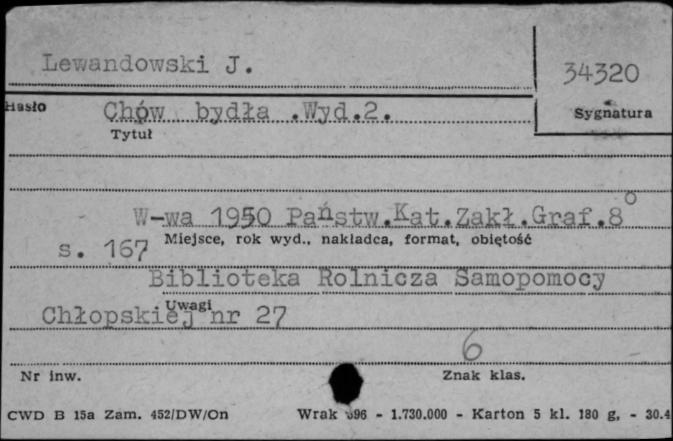 Lewandowski J.
34320
Hasło
Chów bydła .Wyd.2.
Sygnatura
Tytuł
W-wa 1950 Państw.Kat.Zakł.Graf.8°
s. 167
Miejsce, rok wyd., nakładca, format, objętość
Biblioteka Rolnicza Samopomocy
Uwagi
Chłopskiej nr 27
6
Nr inw.
Znak klas.
CWD B 15a Zam. 452/DW/On Wrak 96 - 1.730.000 - Karton 5 kl. 180 g, - 30.4